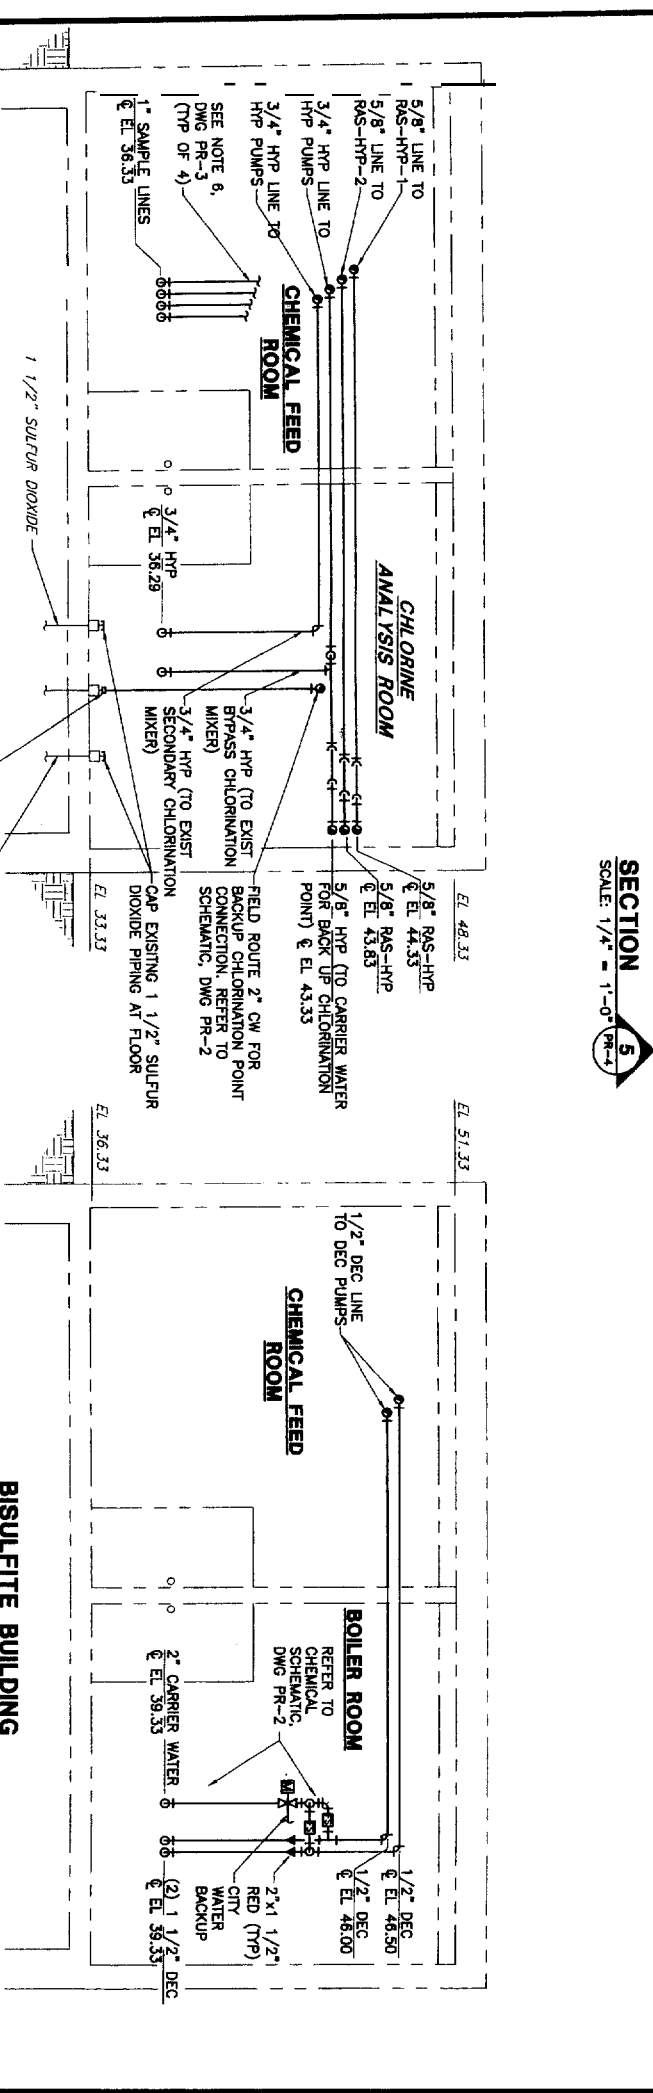 SECTION
SCALE: 1/4" = 1'-0"
5
PR-4
5/8" LINE TO
RAS-HYP-1
5/8" LINE TO
RAS-HYP-2
3/4" HYP LINE TO
HYP PUMPS
3/4" HYP LINE TO
HYP PUMPS
SEE NOTE 6,
DWG PR-3
(TYP OF 4)
1" SAMPLE LINES
℄ EL 36.33
CHEMICAL FEED
ROOM
1 1/2" SULFUR DIOXIDE
3/4" HYP
℄ EL 36.29
CHLORINE
ANALYSIS ROOM
3/4" HYP (TO EXIST
BYPASS CHLORINATION
MIXER)
3/4" HYP (TO EXIST
SECONDARY CHLORINATION
MIXER)
EL 48.33
5/8" RAS-HYP
℄ EL 44.33
5/8" RAS-HYP
℄ EL 43.83
5/8" HYP (TO CARRIER WATER
FOR BACK UP CHLORINATION
POINT) ℄ EL 43.33
FIELD ROUTE 2" CW FOR
BACKUP CHLORINATION POINT
CONNECTION. REFER TO
SCHEMATIC, DWG PR-2
CAP EXISITNG 1 1/2" SULFUR
DIOXIDE PIPING AT FLOOR
EL 33.33
EL 51.33
EL 36.33
1/2" DEC LINE
TO DEC PUMPS
CHEMICAL FEED
ROOM
BOILER ROOM
REFER TO
CHEMICAL
SCHEMATIC,
DWG PR-2
2" CARRIER WATER
℄ EL 39.33
M
S
S
1/2" DEC
℄ EL 46.50
1/2" DEC
℄ EL 46.00
2"x1 1/2"
RED (TYP)
CITY
WATER
BACKUP
(2) 1 1/2" DEC
℄ EL 39.33
BISULFITE BUILDING